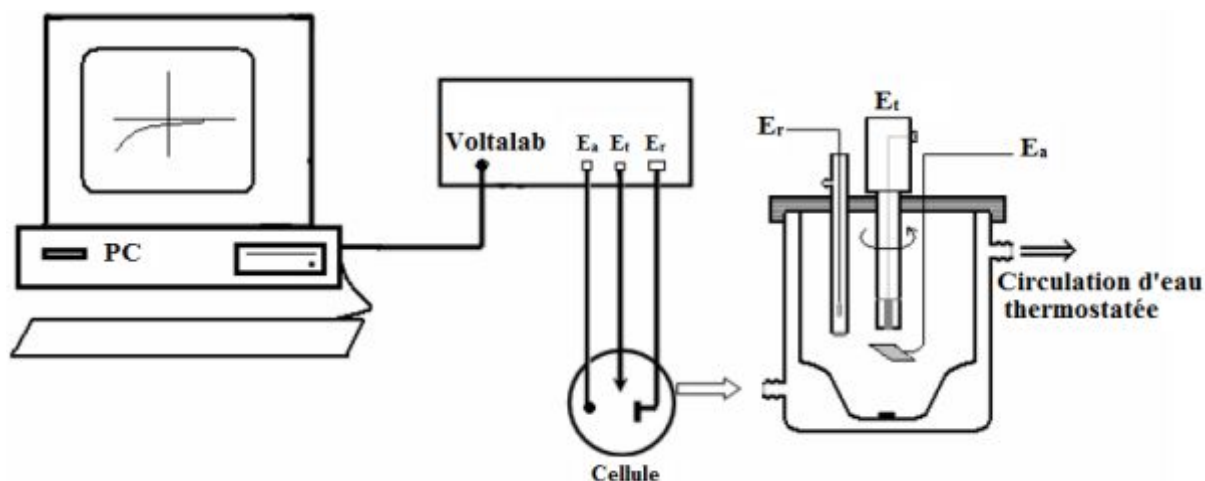 PC
Voltalab
Ea Et Er
Cellule
Et
Er
Ea
Circulation d'eau
thermostatée